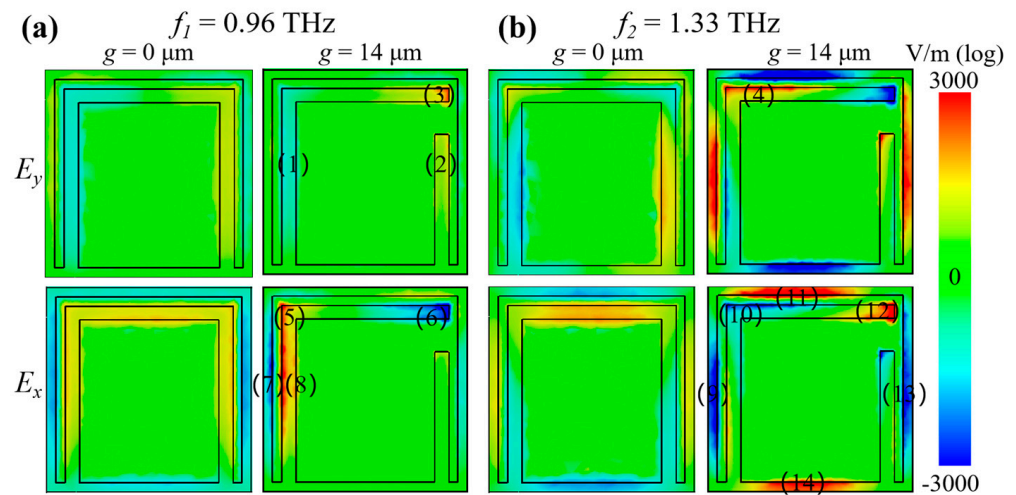 (a) f1 = 0.96 THz (b) f2 = 1.33 THz
g = 0 μm g = 14 μm g = 0 μm g = 14 μm V/m (log)
3000
(3) (4)
Ey (1) (2)
0
(5) (6) (10) (11) (12)
Ex (7) (8) (9) (13)
(14) -3000